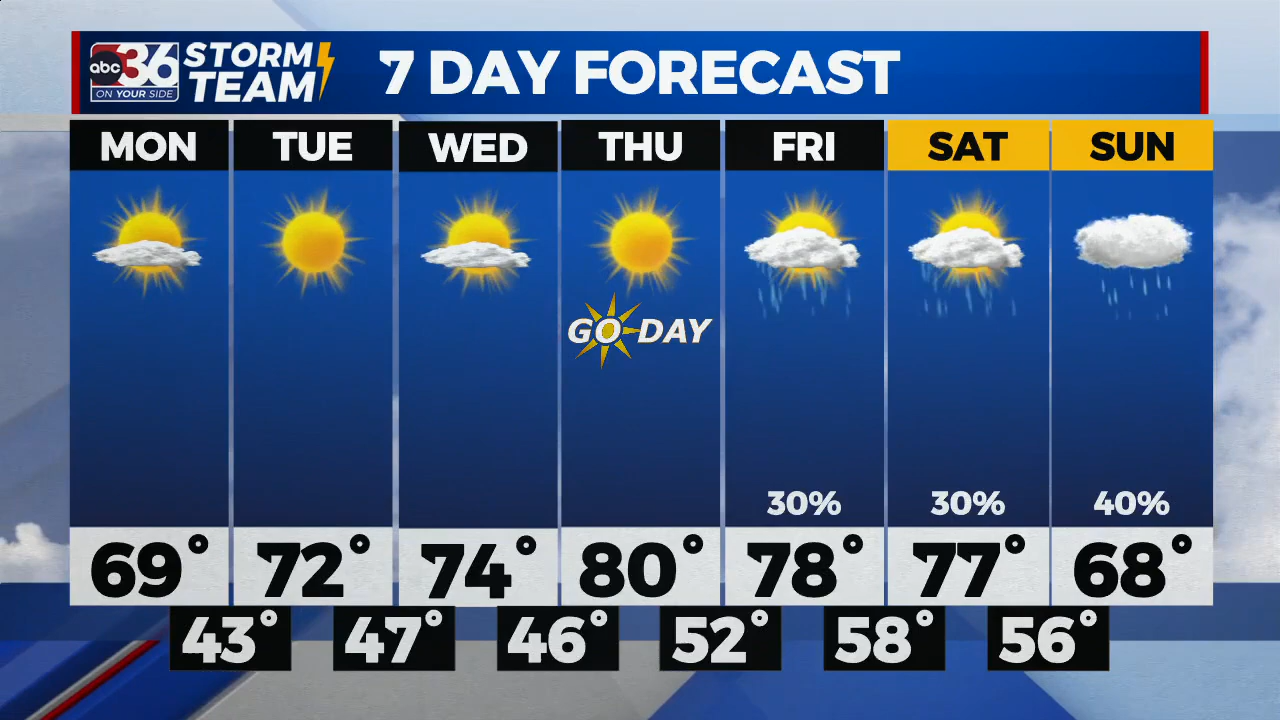 abc 36
ON YOUR SIDE
STORM
TEAM
7 DAY FORECAST
MON TUE WED THU FRI SAT SUN
GO DAY
30% 30% 40%
69° 72° 74° 80° 78° 77° 68°
43° 47° 46° 52° 58° 56°